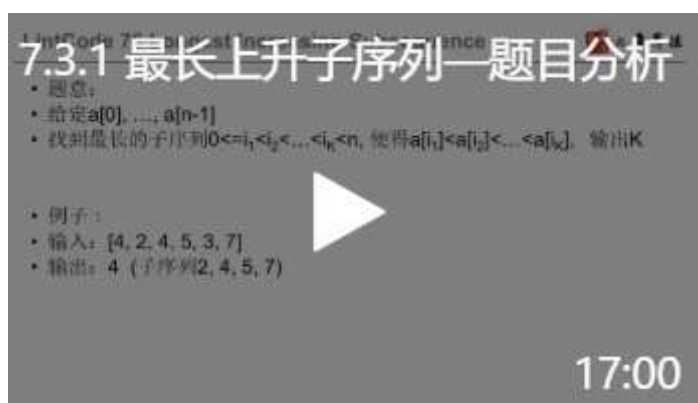 LintCode 76 Longest Increasing Subsequence
7.3.1 最长上升子序列—题目分析
• 题意：
• 给定a[0], …, a[n-1]
• 找到最长的子序列0<=i₁<i₂<…<iₖ<n, 使得a[i₁]<a[i₂]<…<a[iₖ]，输出K
• 例子：
• 输入：[4, 2, 4, 5, 3, 7]
• 输出：4 (子序列2, 4, 5, 7)
17:00